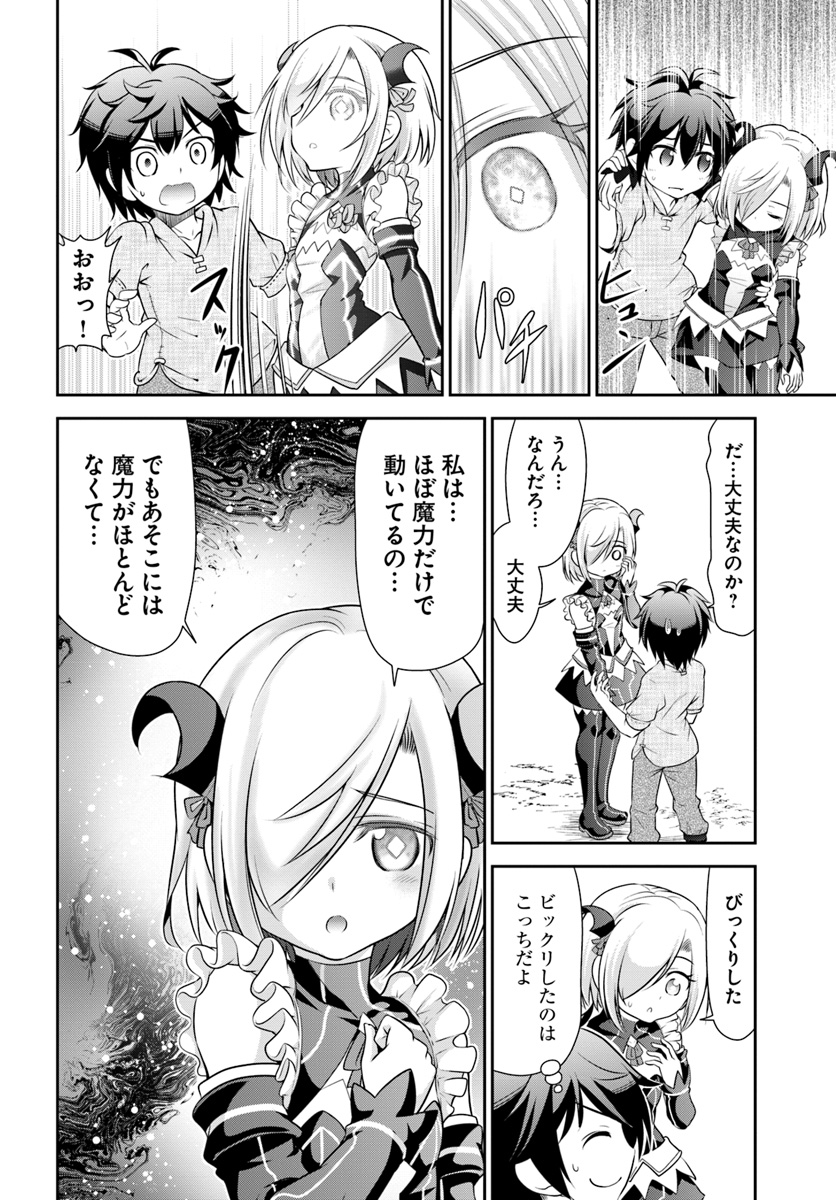 ヒュン
パチ
スック
おおっ！
だ…大丈夫なのか？
うん…
なんだろ…
大丈夫
びっくりした
ビックリしたのは
こっちだよ
私は…
ほぼ魔力だけで
動いてるの…
でもあそこには
魔力がほとんど
なくて…